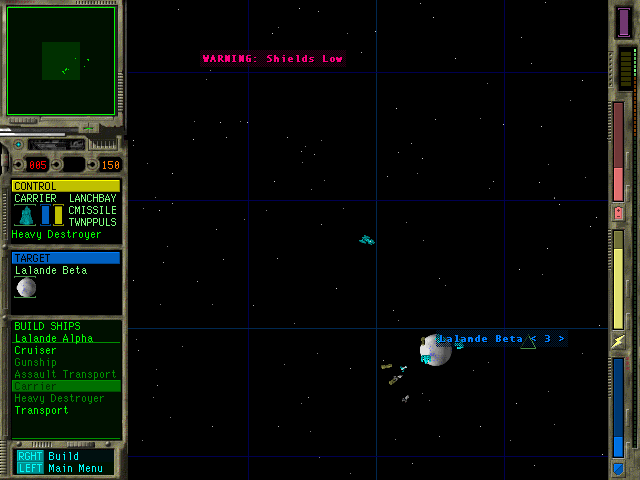 WARNING: Shields Low
005 150
CONTROL
CARRIER LANCHBAY
CMISSILE
TWNPPULS
Heavy Destroyer
TARGET
Lalande Beta
Lalande Beta < 3 >
BUILD SHIPS
Lalande Alpha
Cruiser
Gunship
Assault Transport
Carrier
Heavy Destroyer
Transport
RGHT Build
LEFT Main Menu